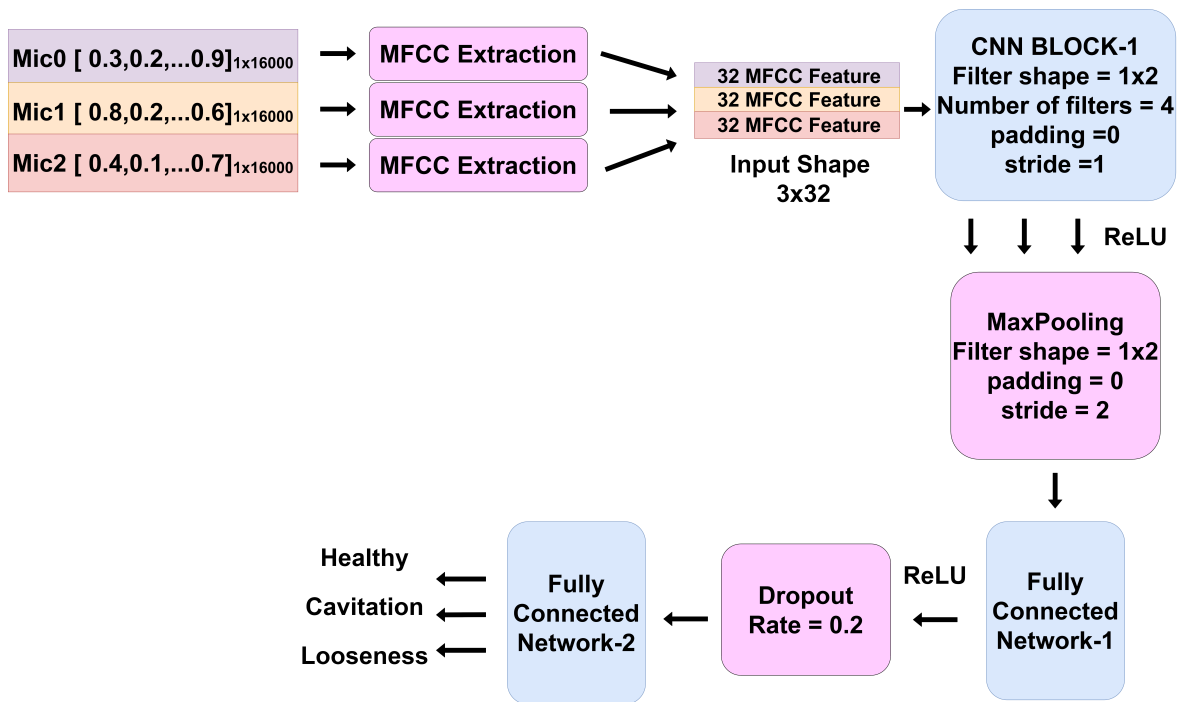 Mic0 [ 0.3,0.2,...0.9]1x16000
Mic1 [ 0.8,0.2,...0.6]1x16000
Mic2 [ 0.4,0.1,...0.7]1x16000
MFCC Extraction
MFCC Extraction
MFCC Extraction
32 MFCC Feature
32 MFCC Feature
32 MFCC Feature
Input Shape
3x32
CNN BLOCK-1
Filter shape = 1x2
Number of filters = 4
padding =0
stride =1
ReLU
MaxPooling
Filter shape = 1x2
padding = 0
stride = 2
Fully
Connected
Network-1
ReLU
Dropout
Rate = 0.2
Fully
Connected
Network-2
Healthy
Cavitation
Looseness